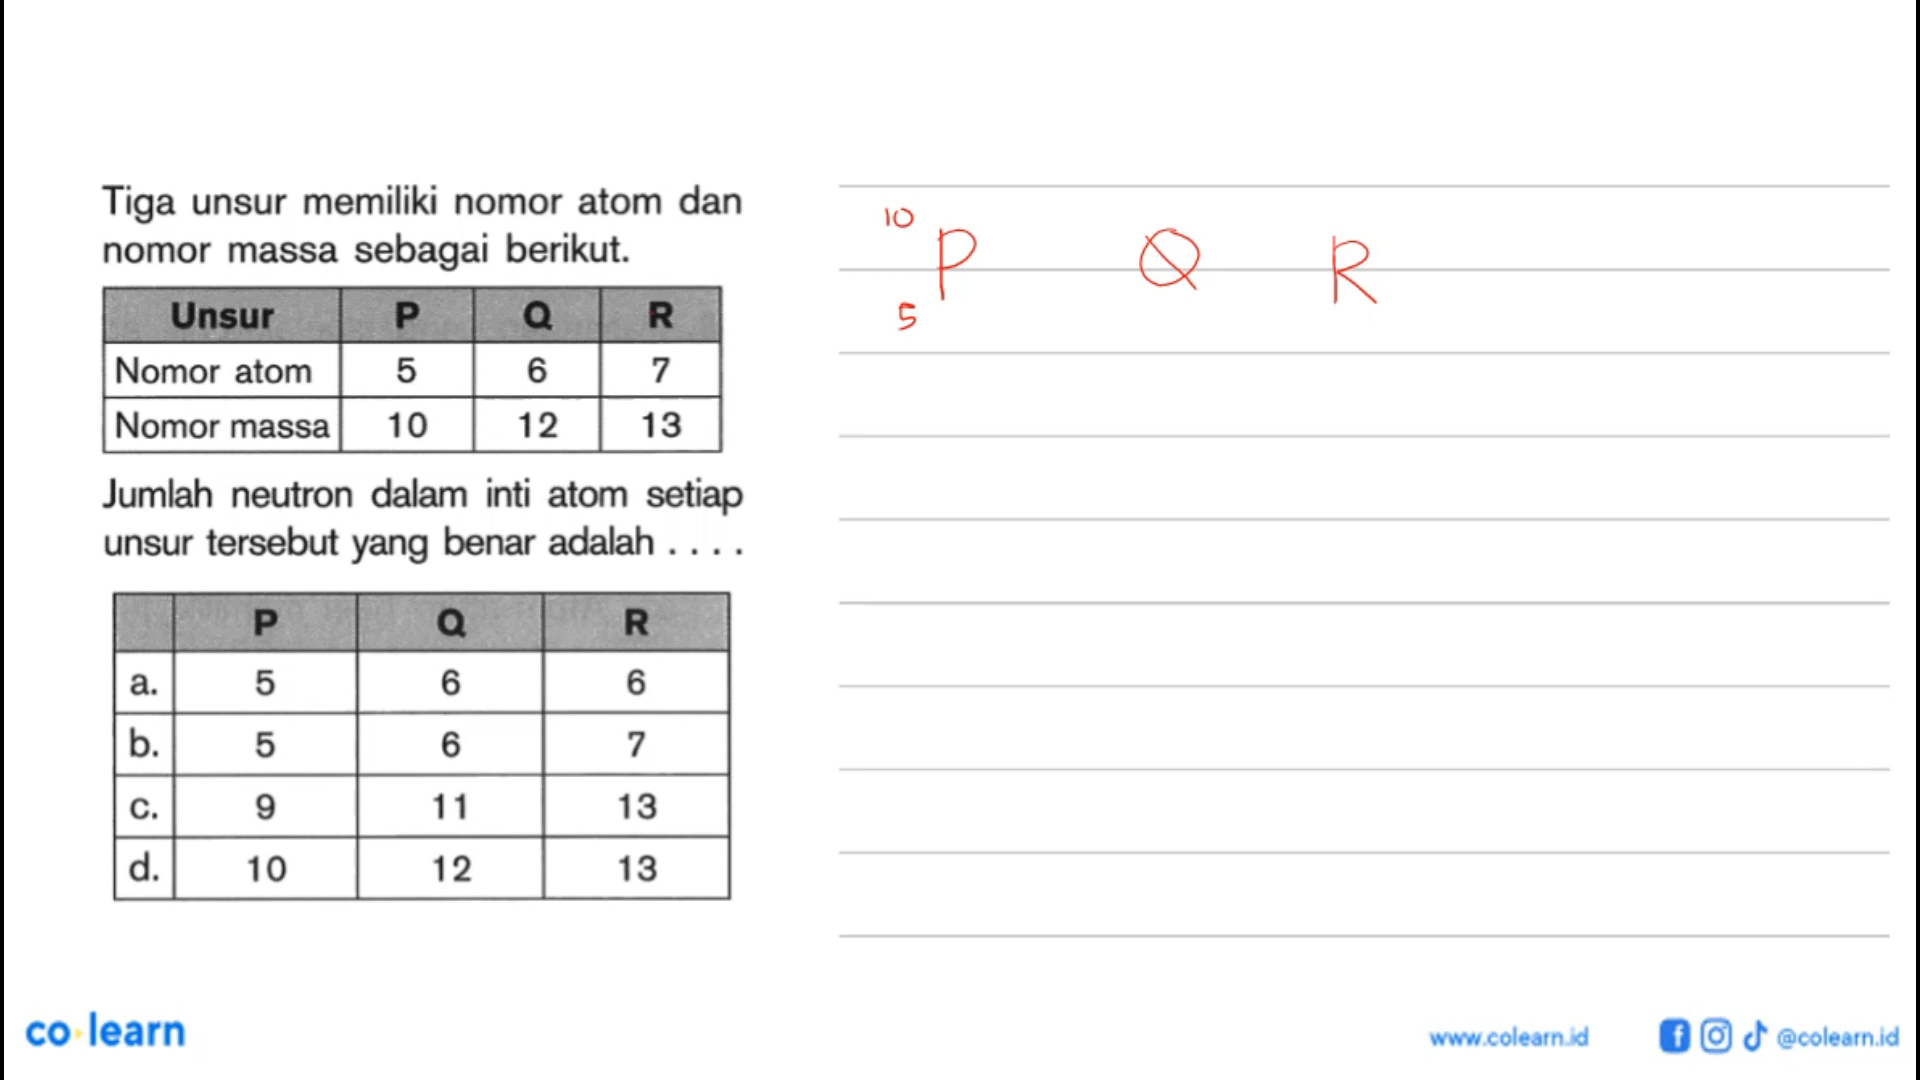 Tiga unsur memiliki nomor atom dan
nomor massa sebagai berikut.
Unsur P Q R
Nomor atom 5 6 7
Nomor massa 10 12 13
Jumlah neutron dalam inti atom setiap
unsur tersebut yang benar adalah . . . .
P Q R
a. 5 6 6
b. 5 6 7
c. 9 11 13
d. 10 12 13
10
P Q R
5
co learn
www.colearn.id
@colearn.id